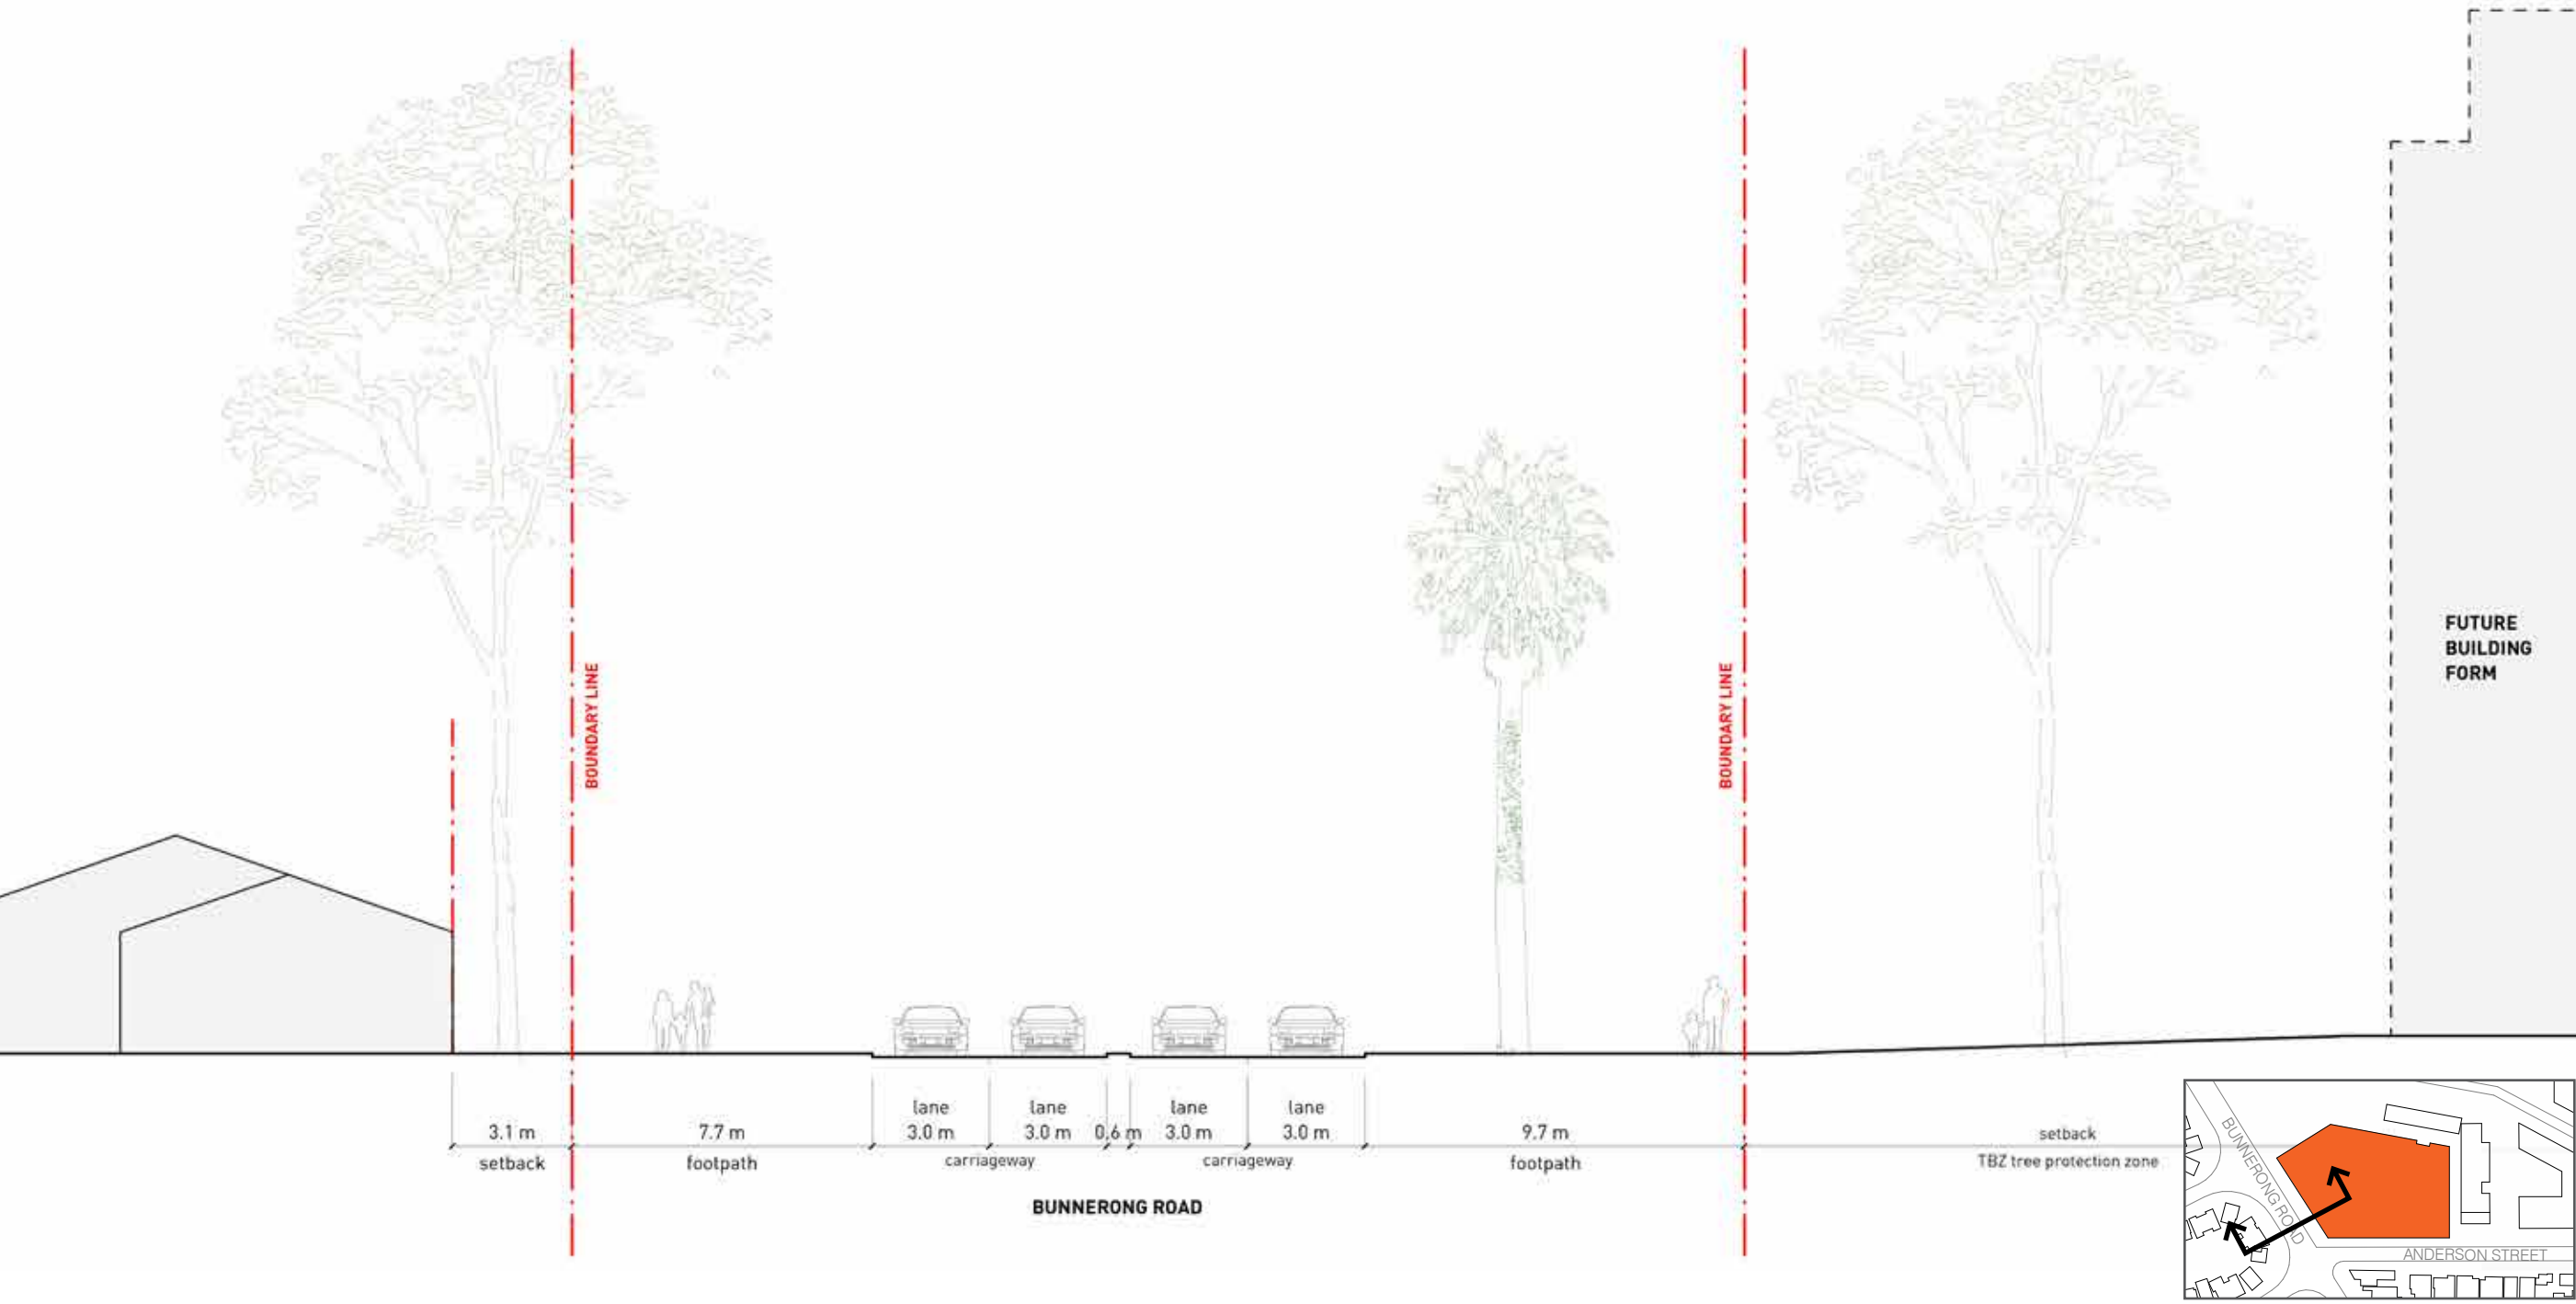 FUTURE
BUILDING
FORM
BOUNDARY LINE
BOUNDARY LINE
lane
lane
lane
lane
3.1 m
7.7 m
3.0 m
3.0 m
0.6 m
3.0 m
3.0 m
9.7 m
setback
setback
footpath
carriageway
carriageway
footpath
TBZ tree protection zone
BUNNERONG ROAD
BUNNERONG ROAD
ANDERSON STREET